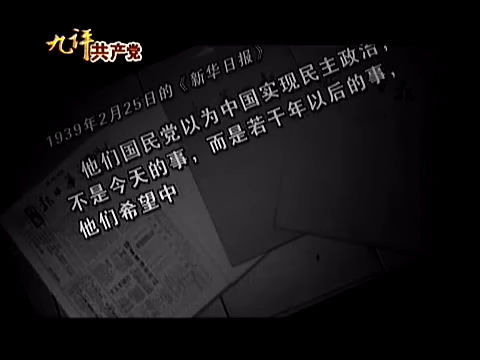 九评
共产党
1939年2月25日的《新华日报》
他们国民党以为中国实现民主政治，
不是今天的事，而是若干年以后的事，
他们希望中